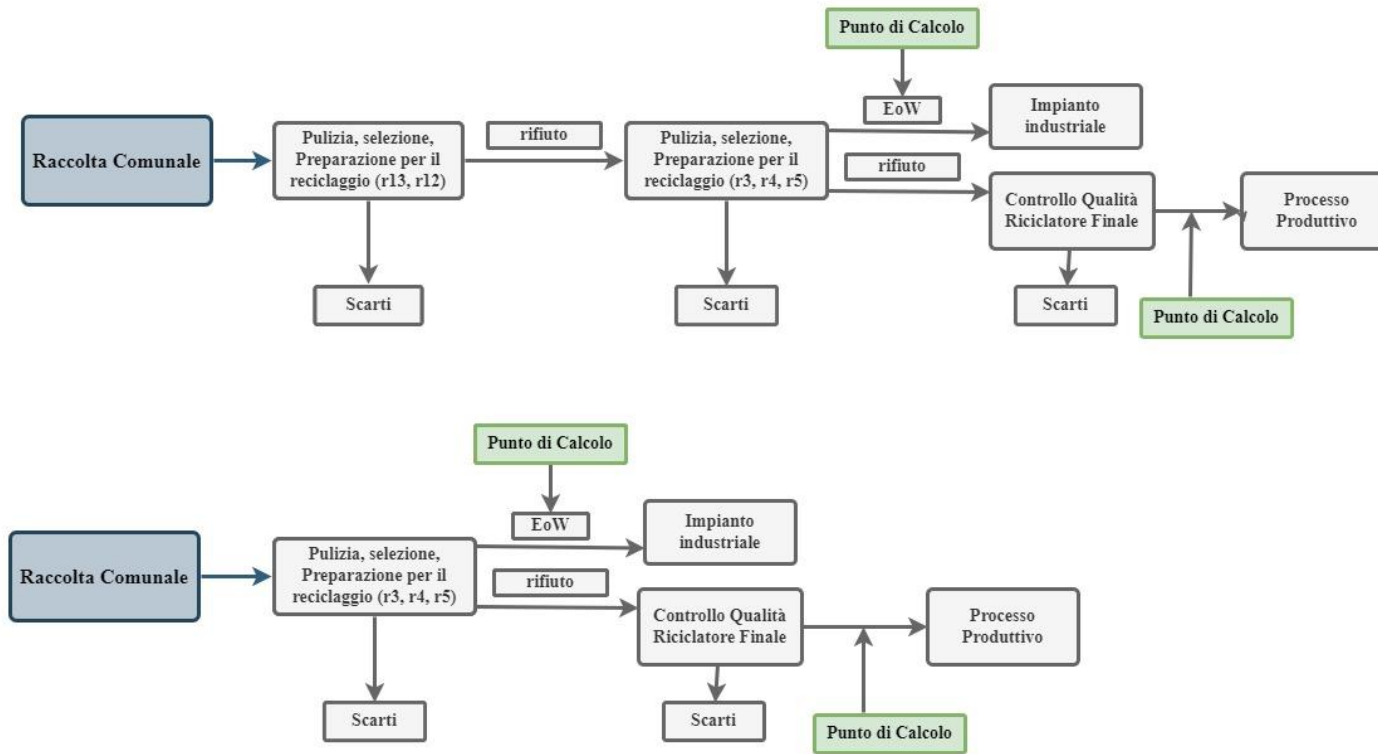 Punto di Calcolo
EoW
Impianto
industriale
Raccolta Comunale
Pulizia, selezione,
Preparazione per il
reciclaggio (r13, r12)
rifiuto
Pulizia, selezione,
Preparazione per il
reciclaggio (r3, r4, r5)
rifiuto
Controllo Qualità
Riciclatore Finale
Processo
Produttivo
Scarti
Scarti
Scarti
Punto di Calcolo
Punto di Calcolo
EoW
Impianto
industriale
Raccolta Comunale
Pulizia, selezione,
Preparazione per il
reciclaggio (r3, r4, r5)
rifiuto
Controllo Qualità
Riciclatore Finale
Processo
Produttivo
Scarti
Scarti
Punto di Calcolo